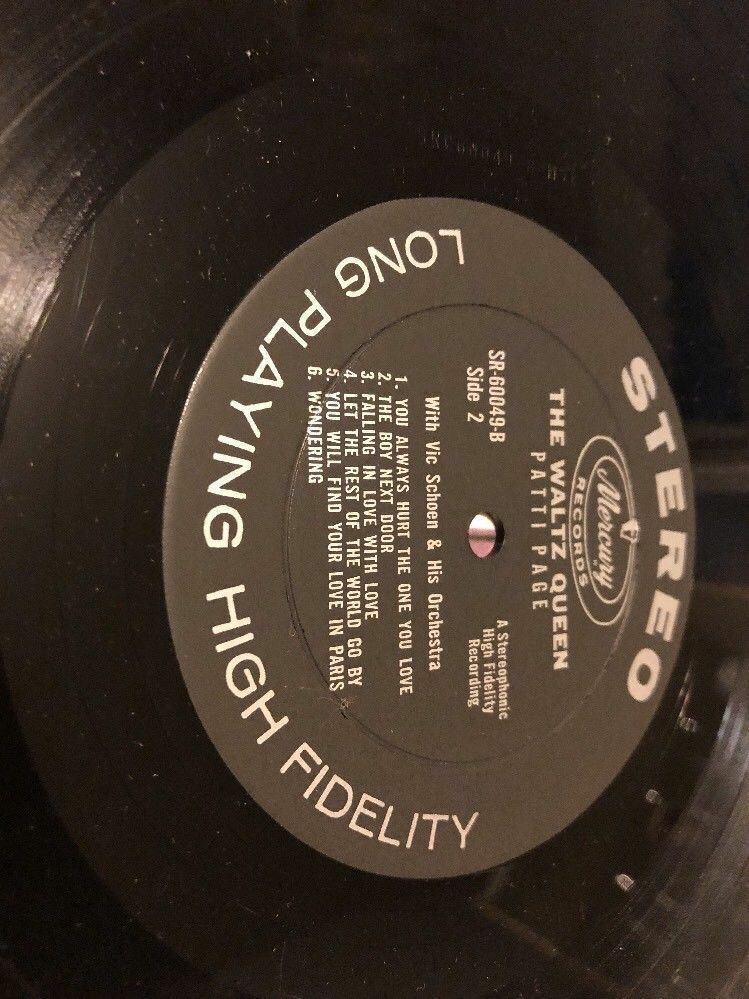 STEREO
Mercury
RECORDS
THE WALTZ QUEEN
PATTI PAGE
SR-60049-B
Side 2
A Stereophonic
High Fidelity
Recording
With Vic Schoen & His Orchestra
1. YOU ALWAYS HURT THE ONE YOU LOVE
2. THE BOY NEXT DOOR
3. FALLING IN LOVE WITH LOVE
4. LET THE REST OF THE WORLD GO BY
5. YOU WILL FIND YOUR LOVE IN PARIS
6. WONDERING
LONG PLAYING HIGH FIDELITY